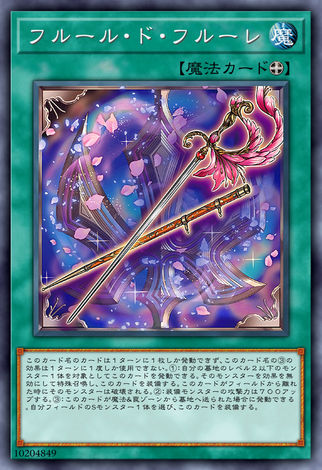 フルール・ド・フルーレ
魔
【魔法カード】
このカード名のカードは1ターンに1枚しか発動できず、このカード名の③の
効果は1ターンに1度しか使用できない。①:自分の墓地のレベル2以下のモン
スター1体を対象としてこのカードを発動できる。そのモンスターを効果を無
効にして特殊召喚し、このカードを装備する。このカードがフィールドから離れ
た時にそのモンスターは破壊される。②:装備モンスターの攻撃力は700アッ
プする。③:このカードが魔法&罠ゾーンから墓地へ送られた場合に発動できる
。自分フィールドのSモンスター1体を選び、このカードを装備する。
10204849